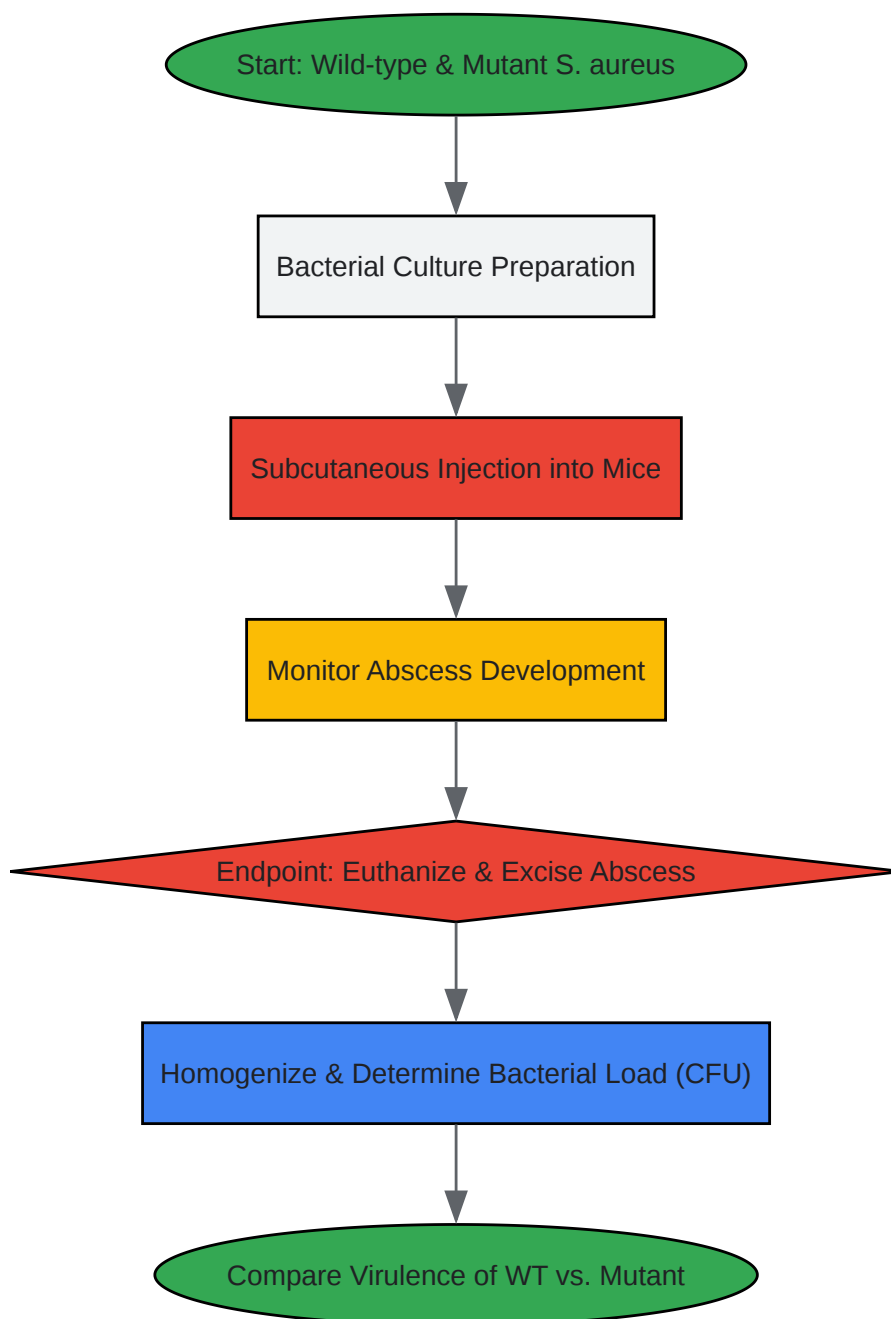 Start: Wild-type & Mutant S. aureus
Bacterial Culture Preparation
Subcutaneous Injection into Mice
Monitor Abscess Development
Endpoint: Euthanize & Excise Abscess
Homogenize & Determine Bacterial Load (CFU)
Compare Virulence of WT vs. Mutant